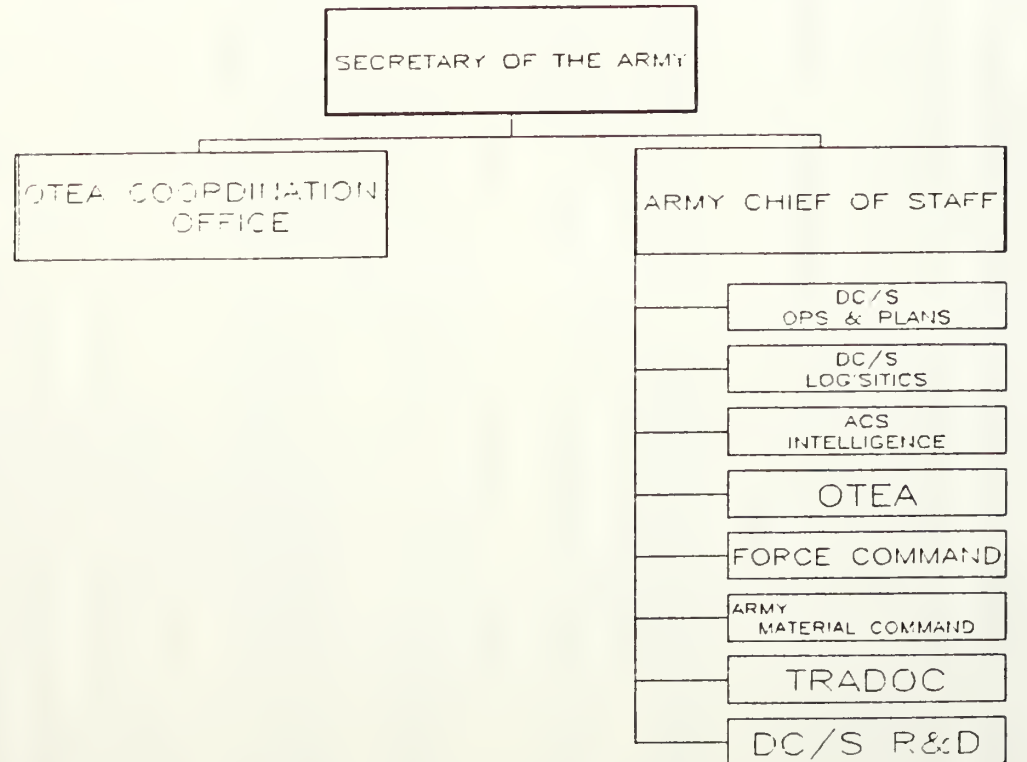 SECRETARY OF THE ARMY
OTEA COORDINATION
OFFICE
ARMY CHIEF OF STAFF
DC/S
OPS & PLANS
DC/S
LOGISITICS
ACS
INTELLIGENCE
OTEA
FORCE COMMAND
ARMY
MATERIAL COMMAND
TRADOC
DC/S R&D